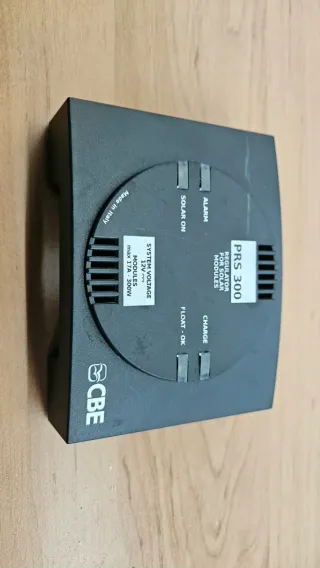 PRS 300
REGULATOR
FOR SOLAR
MODULES
ALARM
SOLAR ON
CHARGE
FLOAT - OK
SYSTEM VOLTAGE
12V ⎓
MODULES
max 17A - 300W
Made in Italy
CBE